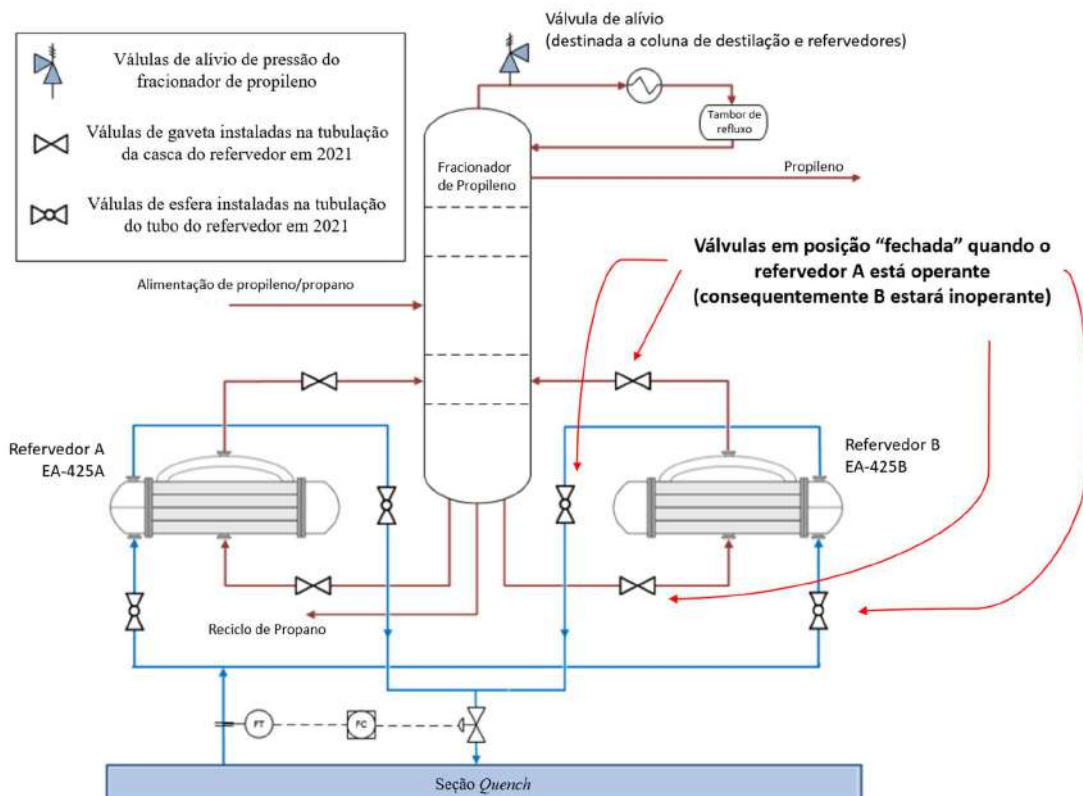 Válvulas de alívio de pressão do
fracionador de propileno
Válvulas de gaveta instaladas na tubulação
da casca do refervedor em 2021
Válvulas de esfera instaladas na tubulação
do tubo do refervedor em 2021
Válvula de alívio
(destinada a coluna de destilação e refervedores)
Tambor de
refluxo
Fracionador
de Propileno
Propileno
Válvulas em posição “fechada” quando o
refervedor A está operante
(consequentemente B estará inoperante)
Alimentação de propileno/propano
Refervedor A
EA-425A
Refervedor B
EA-425B
Reciclo de Propano
FT
FC
Seção Quench